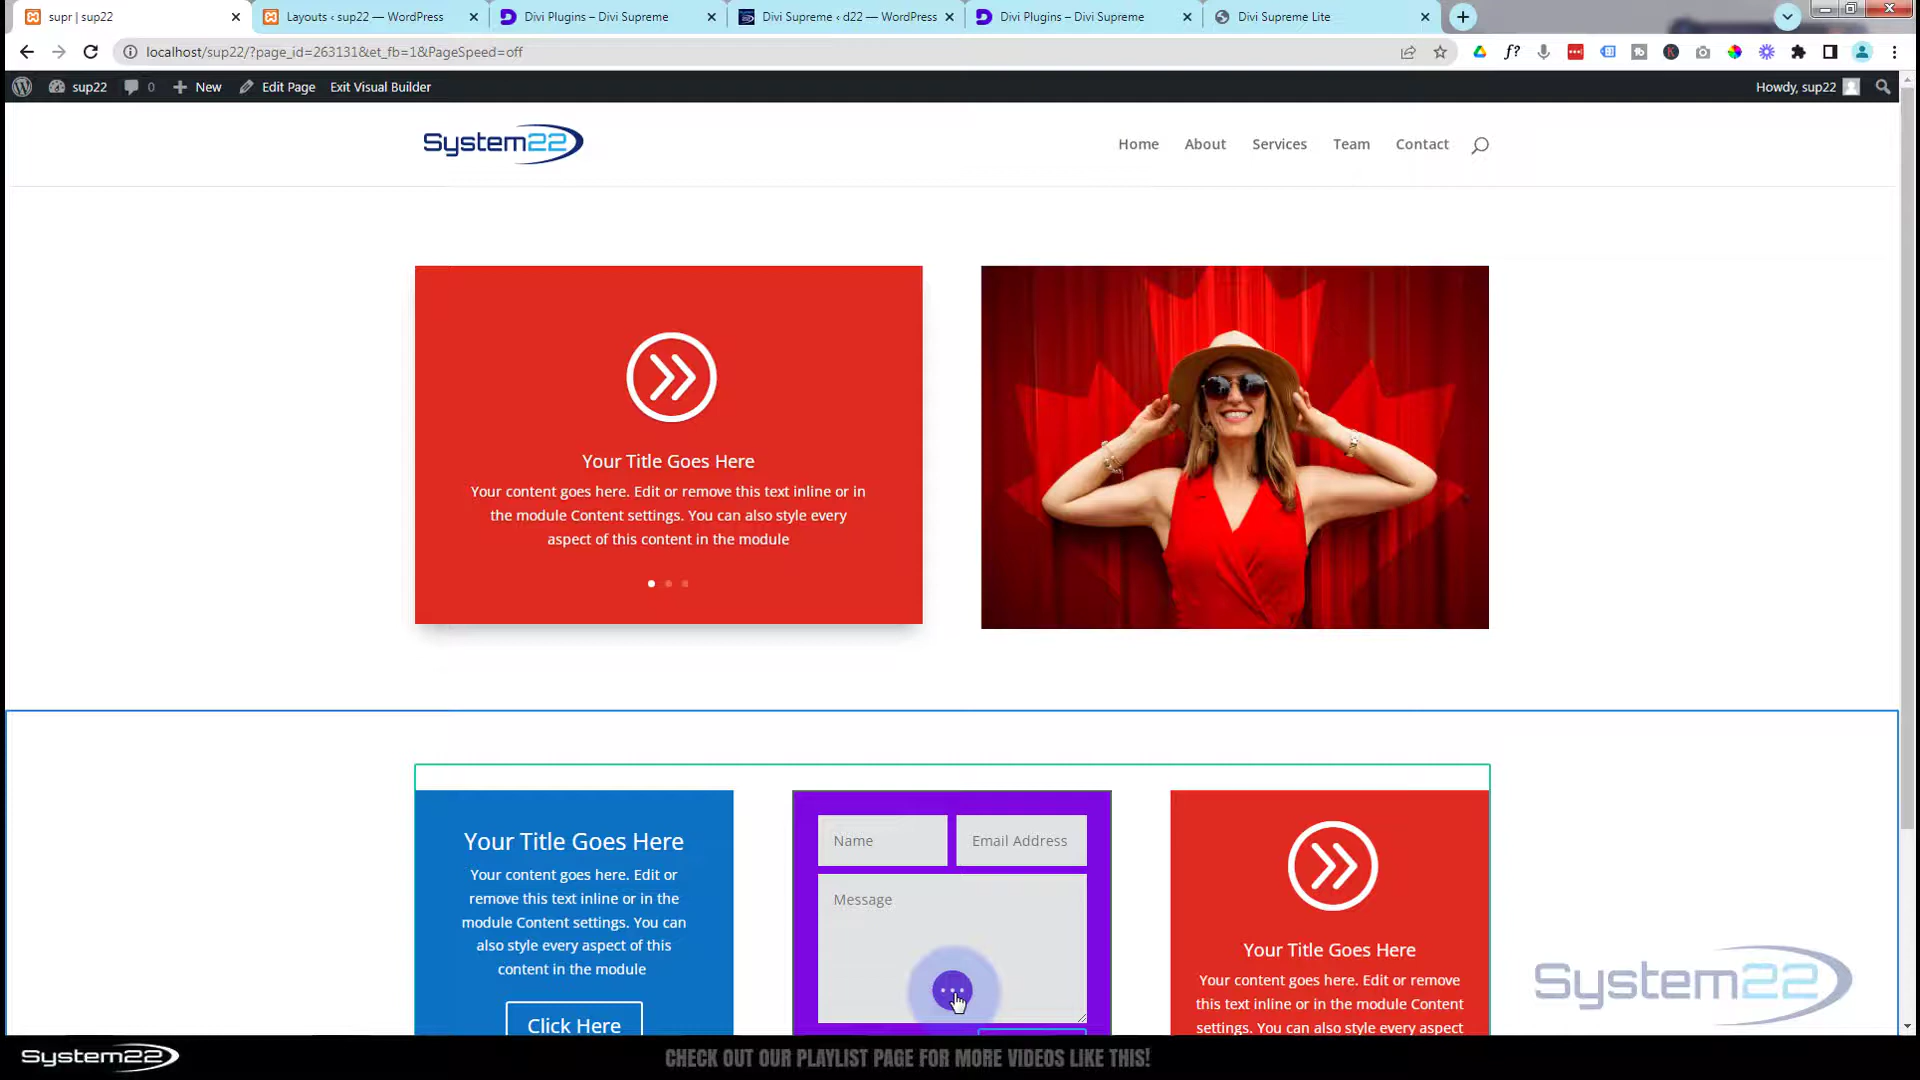 supr | sup22
Layouts ‹ sup22 — WordPress
Divi Plugins – Divi Supreme
Divi Supreme ‹ d22 — WordPress
Divi Plugins – Divi Supreme
Divi Supreme Lite
localhost/sup22/?page_id=263131&et_fb=1&PageSpeed=off
sup22
0
New
Edit Page
Exit Visual Builder
Howdy, sup22
System22
Home
About
Services
Team
Contact
Your Title Goes Here
Your content goes here. Edit or remove this text inline or in
the module Content settings. You can also style every
aspect of this content in the module
Your Title Goes Here
Your content goes here. Edit or
remove this text inline or in the
module Content settings. You can
also style every aspect of this
content in the module
Click Here
Name
Email Address
Message
Your Title Goes Here
Your content goes here. Edit or remove
this text inline or in the module Content
settings. You can also style every aspect
System22
System22
CHECK OUT OUR PLAYLIST PAGE FOR MORE VIDEOS LIKE THIS!